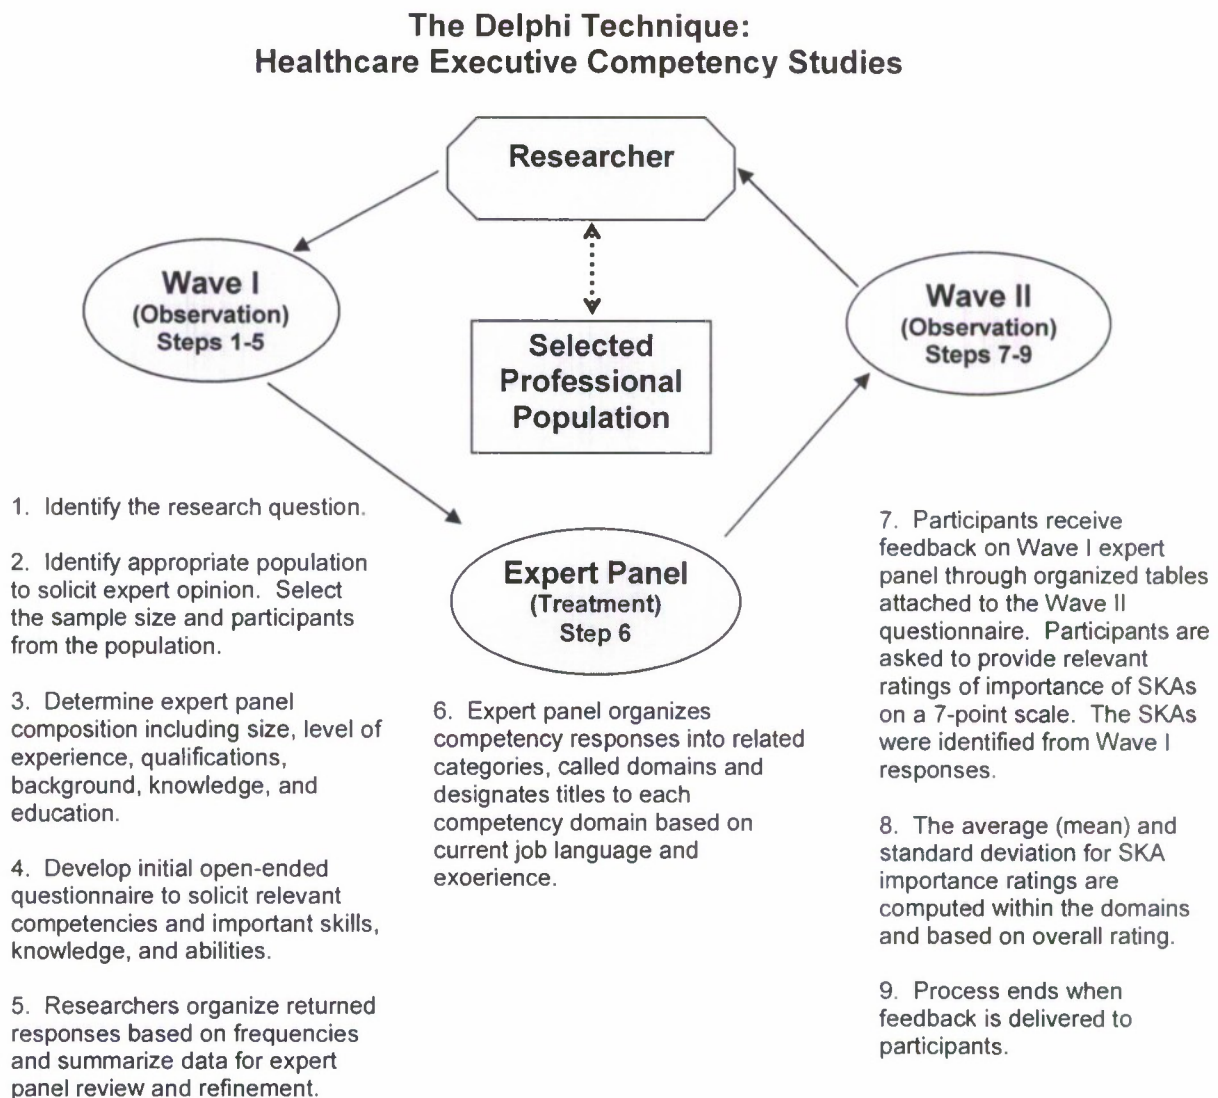 The Delphi Technique:
Healthcare Executive Competency Studies
Researcher
Wave I
(Observation)
Steps 1-5
Selected
Professional
Population
Wave II
(Observation)
Steps 7-9
Expert Panel
(Treatment)
Step 6
1. Identify the research question.
2. Identify appropriate population
to solicit expert opinion. Select
the sample size and participants
from the population.
3. Determine expert panel
composition including size, level of
experience, qualifications,
background, knowledge, and
education.
4. Develop initial open-ended
questionnaire to solicit relevant
competencies and important skills,
knowledge, and abilities.
5. Researchers organize returned
responses based on frequencies
and summarize data for expert
panel review and refinement.
6. Expert panel organizes
competency responses into related
categories, called domains and
designates titles to each
competency domain based on
current job language and
exoerience.
7. Participants receive
feedback on Wave I expert
panel through organized tables
attached to the Wave II
questionnaire. Participants are
asked to provide relevant
ratings of importance of SKAs
on a 7-point scale. The SKAs
were identified from Wave I
responses.
8. The average (mean) and
standard deviation for SKA
importance ratings are
computed within the domains
and based on overall rating.
9. Process ends when
feedback is delivered to
participants.